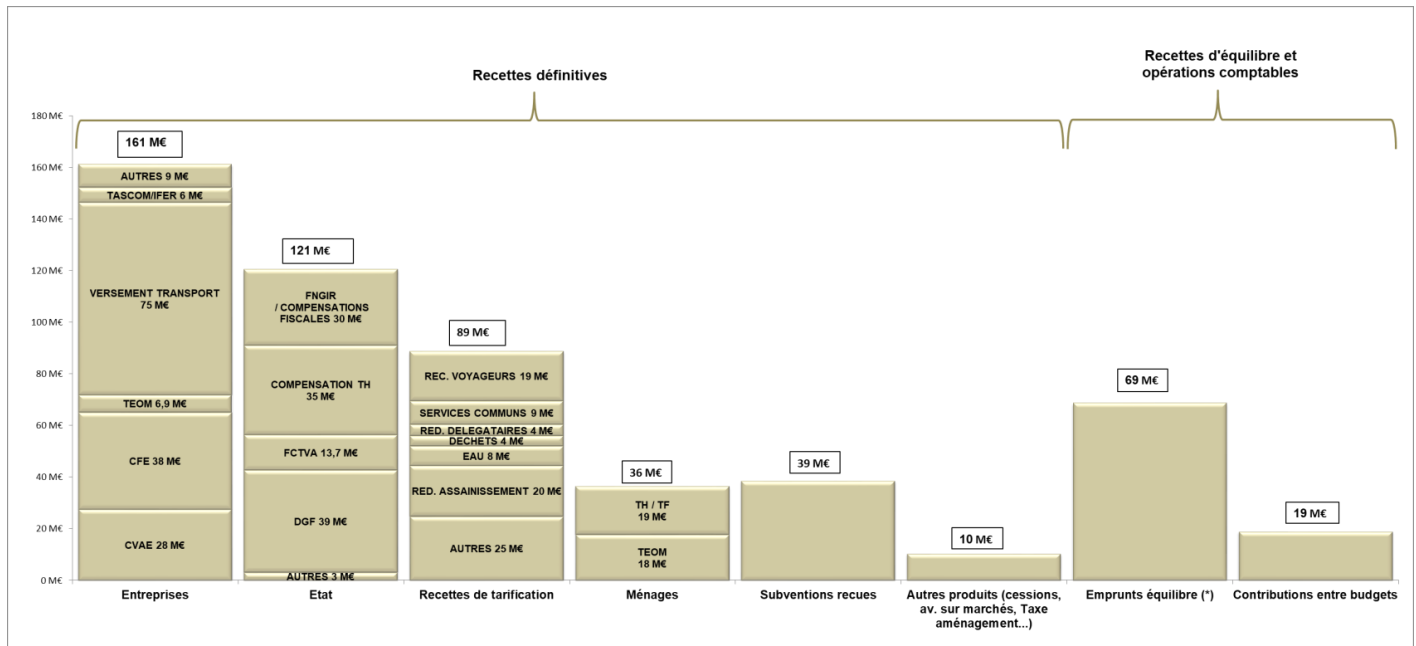 Recettes définitives
Recettes d'équilibre et
opérations comptables
180 M€
160 M€
140 M€
120 M€
100 M€
80 M€
60 M€
40 M€
20 M€
0 M€
161 M€
AUTRES 9 M€
TASCOM/IFER 6 M€
VERSEMENT TRANSPORT
75 M€
TEOM 6,9 M€
CFE 38 M€
CVAE 28 M€
Entreprises
121 M€
FNGIR
/ COMPENSATIONS
FISCALES 30 M€
COMPENSATION TH
35 M€
FCTVA 13,7 M€
DGF 39 M€
AUTRES 3 M€
Etat
89 M€
REC. VOYAGEURS 19 M€
SERVICES COMMUNS 9 M€
RED. DELEGATAIRES 4 M€
DECHETS 4 M€
EAU 8 M€
RED. ASSAINISSEMENT 20 M€
AUTRES 25 M€
Recettes de tarification
36 M€
TH / TF
19 M€
TEOM
18 M€
Ménages
39 M€
Subventions recues
10 M€
Autres produits (cessions,
av. sur marchés, Taxe
aménagement...)
69 M€
Emprunts équilibre (*)
19 M€
Contributions entre budgets